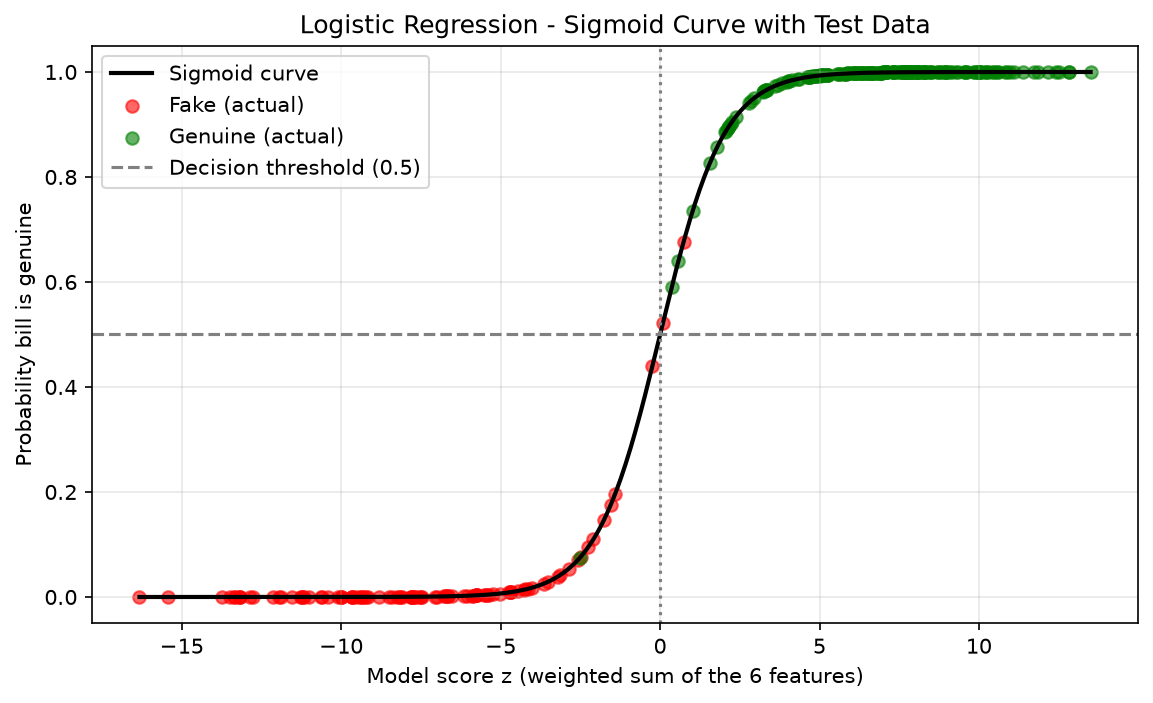 Logistic Regression - Sigmoid Curve with Test Data
Sigmoid curve
Fake (actual)
Genuine (actual)
Decision threshold (0.5)
Probability bill is genuine
1.0
0.8
0.6
0.4
0.2
0.0
−15
−10
−5
0
5
10
Model score z (weighted sum of the 6 features)